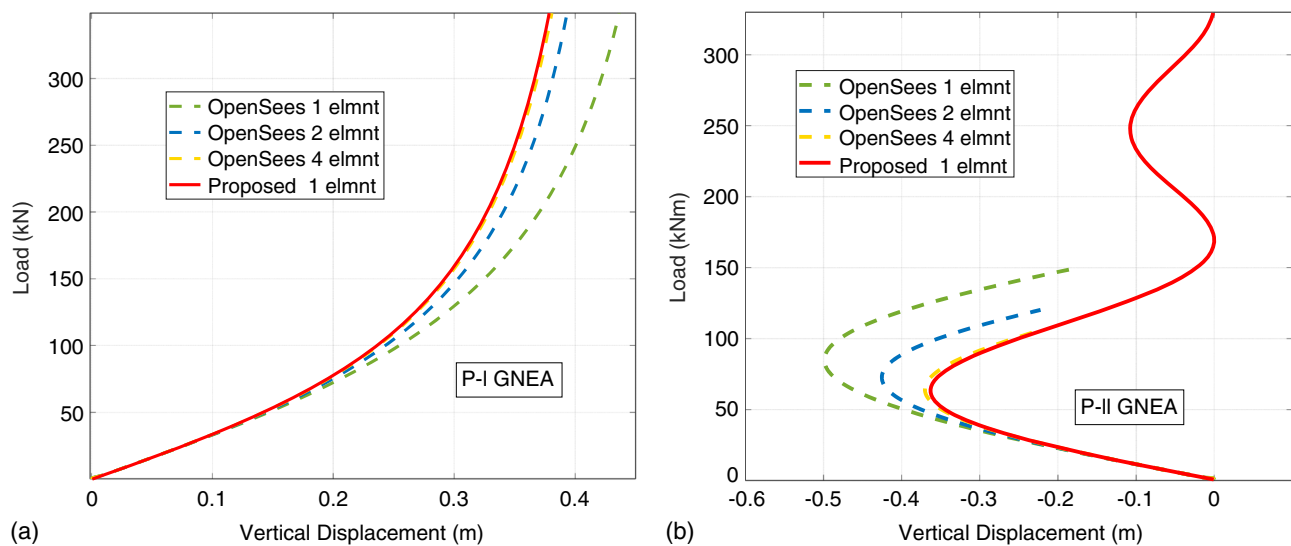 300
250
200
150
100
50
0
0.1
0.2
0.3
0.4
Load (kN)
Vertical Displacement (m)
OpenSees 1 elmnt
OpenSees 2 elmnt
OpenSees 4 elmnt
Proposed 1 elmnt
P-I GNEA
(a)
300
250
200
150
100
50
0
-0.6
-0.5
-0.4
-0.3
-0.2
-0.1
0
Load (kNm)
Vertical Displacement (m)
OpenSees 1 elmnt
OpenSees 2 elmnt
OpenSees 4 elmnt
Proposed 1 elmnt
P-II GNEA
(b)